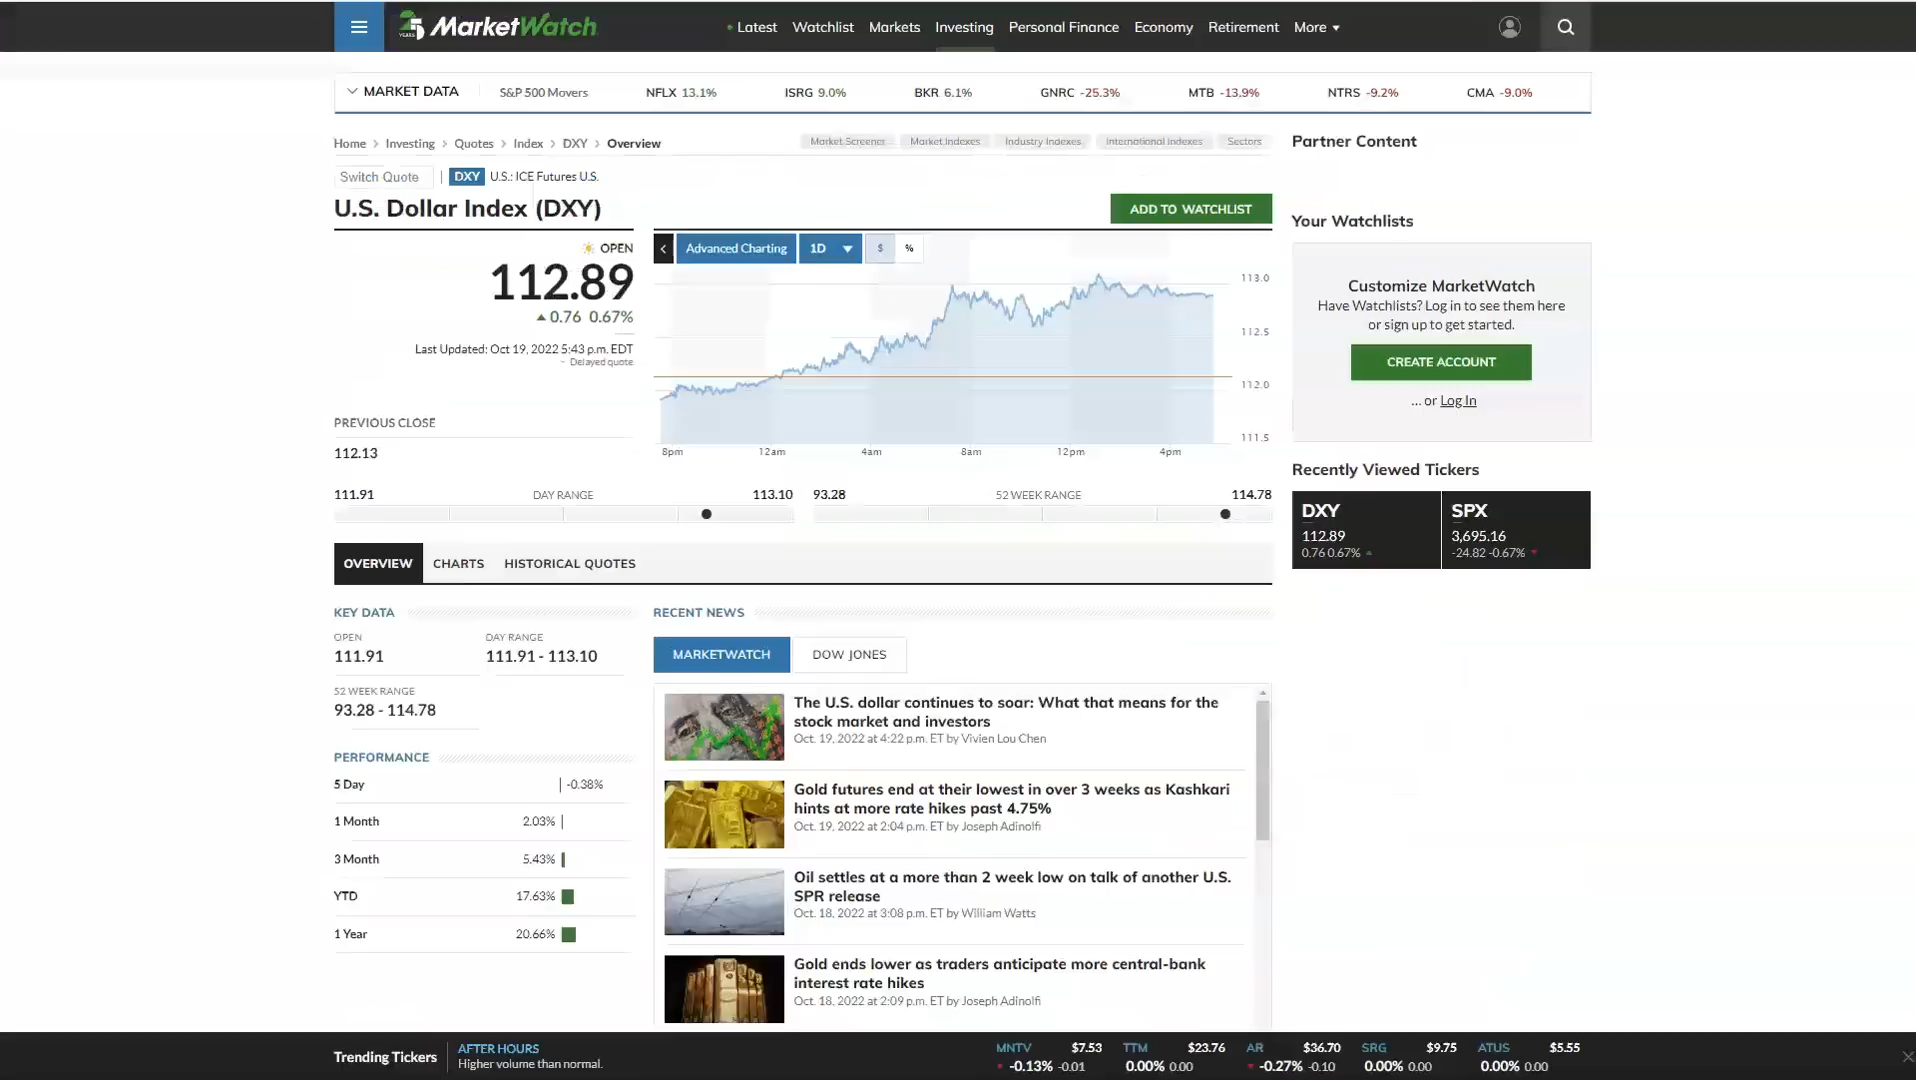 25 YEARS MarketWatch
Latest Watchlist Markets Investing Personal Finance Economy Retirement More
MARKET DATA S&P 500 Movers NFLX 13.1% ISRG 9.0% BKR 6.1% GNRC -25.3% MTB -13.9% NTRS -9.2% CMA -9.0%
Home > Investing > Quotes > Index > DXY > Overview
Market Screener Market Indexes Industry Indexes International Indexes Sectors
Switch Quote | DXY U.S.: ICE Futures U.S.
U.S. Dollar Index (DXY)
ADD TO WATCHLIST
OPEN
112.89
0.76 0.67%
Last Updated: Oct 19, 2022 5:43 p.m. EDT
Delayed quote
PREVIOUS CLOSE
112.13
Advanced Charting 1D $ %
113.0
112.5
112.0
111.5
8pm 12am 4am 8am 12pm 4pm
111.91 DAY RANGE 113.10
93.28 52 WEEK RANGE 114.78
OVERVIEW CHARTS HISTORICAL QUOTES
KEY DATA
OPEN
111.91
DAY RANGE
111.91 - 113.10
52 WEEK RANGE
93.28 - 114.78
PERFORMANCE
5 Day -0.38%
1 Month 2.03%
3 Month 5.43%
YTD 17.63%
1 Year 20.66%
RECENT NEWS
MARKETWATCH DOW JONES
The U.S. dollar continues to soar: What that means for the
stock market and investors
Oct. 19, 2022 at 4:22 p.m. ET by Vivien Lou Chen
Gold futures end at their lowest in over 3 weeks as Kashkari
hints at more rate hikes past 4.75%
Oct. 19, 2022 at 2:04 p.m. ET by Joseph Adinolfi
Oil settles at a more than 2 week low on talk of another U.S.
SPR release
Oct. 18, 2022 at 3:08 p.m. ET by William Watts
Gold ends lower as traders anticipate more central-bank
interest rate hikes
Oct. 18, 2022 at 2:09 p.m. ET by Joseph Adinolfi
Partner Content
Your Watchlists
Customize MarketWatch
Have Watchlists? Log in to see them here
or sign up to get started.
CREATE ACCOUNT
... or Log In
Recently Viewed Tickers
DXY
112.89
0.76 0.67%
SPX
3,695.16
-24.82 -0.67%
Trending Tickers
AFTER HOURS
Higher volume than normal.
MNTV $7.53
-0.13% -0.01
TTM $23.76
0.00% 0.00
AR $36.70
-0.27% -0.10
SRG $9.75
0.00% 0.00
ATUS $5.55
0.00% 0.00